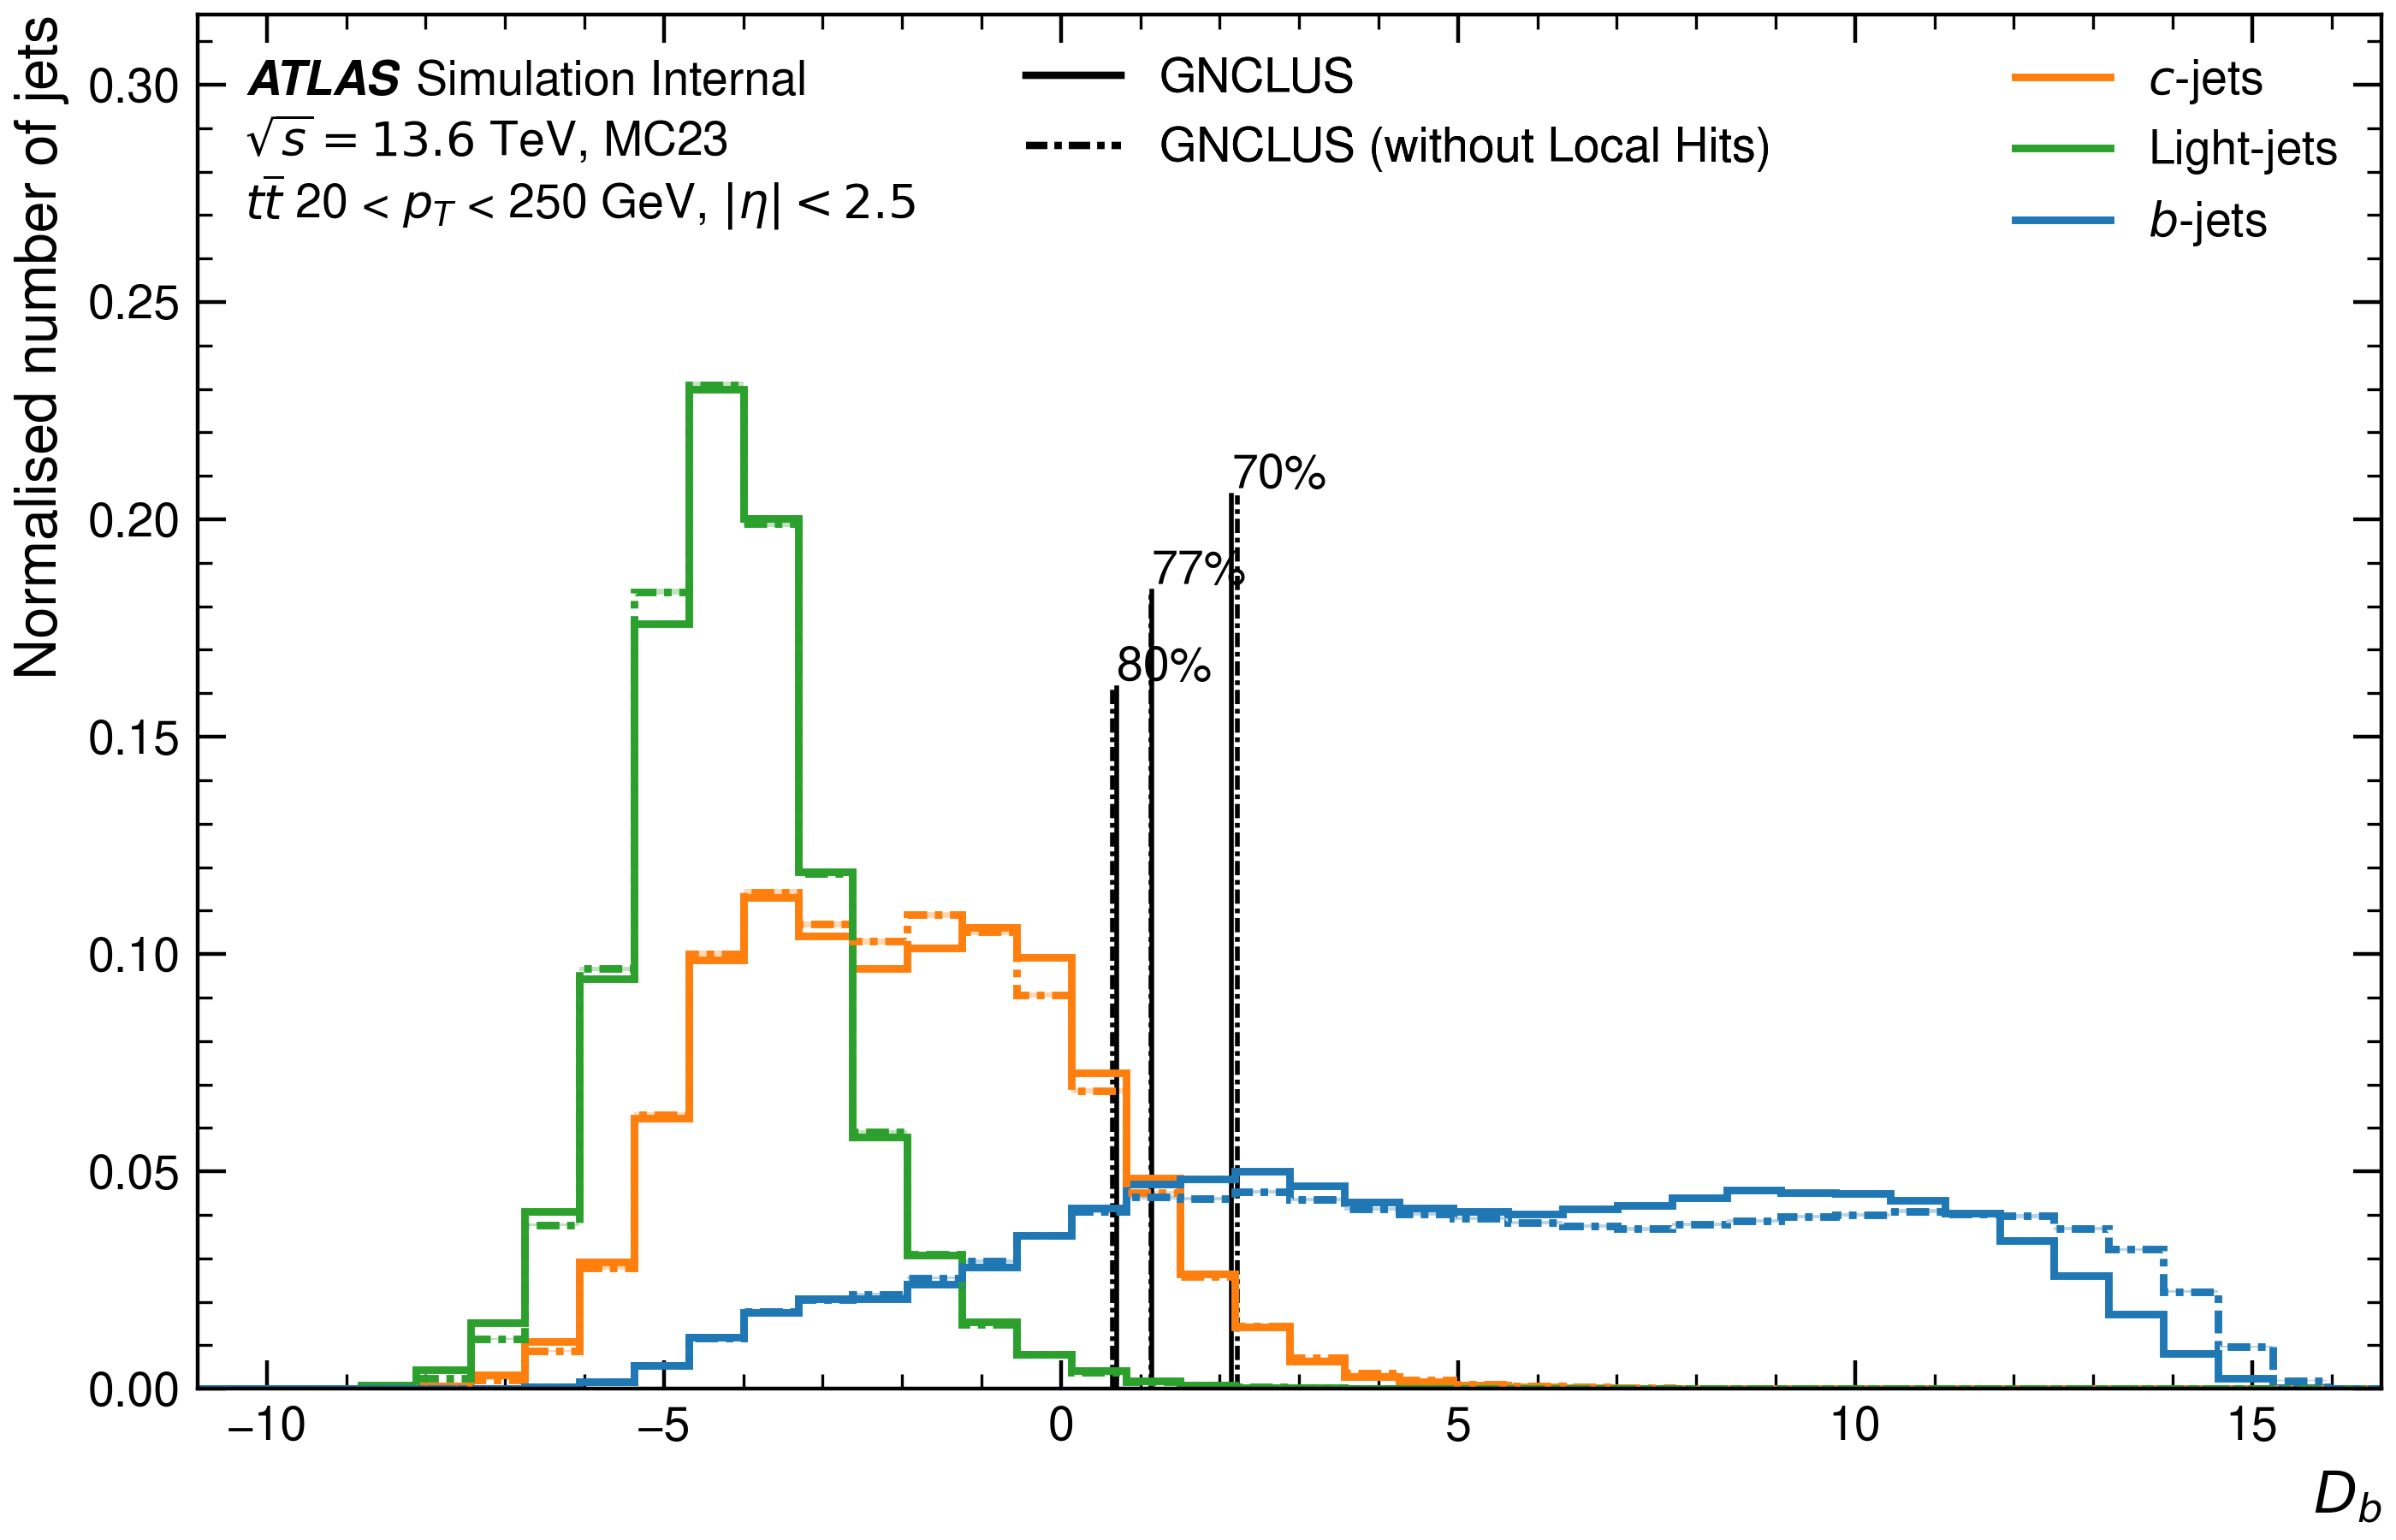 Normalised number of jets
ATLAS Simulation Internal
√s = 13.6 TeV, MC23
tt̄ 20 < p_T < 250 GeV, |η| < 2.5
GNCLUS
GNCLUS (without Local Hits)
c-jets
Light-jets
b-jets
70%
77%
80%
0.30
0.25
0.20
0.15
0.10
0.05
0.00
−10 −5 0 5 10 15
D_b